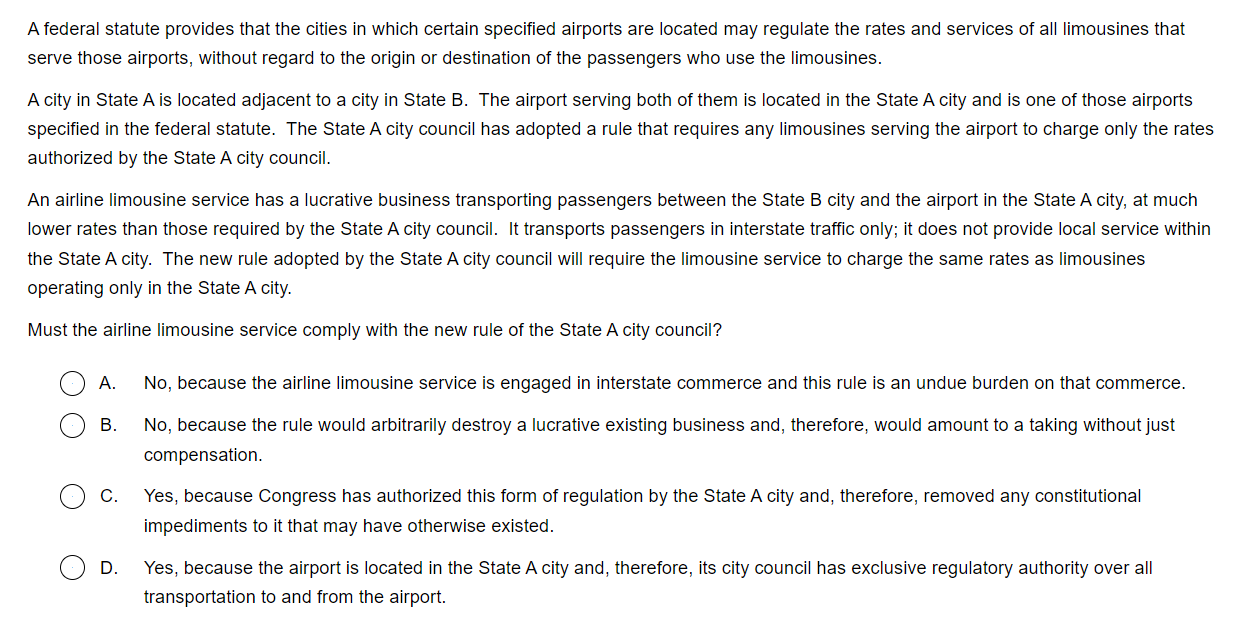 A federal statute provides that the cities in which certain specified airports are located may regulate the rates and services of all limousines that
serve those airports, without regard to the origin or destination of the passengers who use the limousines.
A city in State A is located adjacent to a city in State B.  The airport serving both of them is located in the State A city and is one of those airports
specified in the federal statute.  The State A city council has adopted a rule that requires any limousines serving the airport to charge only the rates
authorized by the State A city council.
An airline limousine service has a lucrative business transporting passengers between the State B city and the airport in the State A city, at much
lower rates than those required by the State A city council.  It transports passengers in interstate traffic only; it does not provide local service within
the State A city.  The new rule adopted by the State A city council will require the limousine service to charge the same rates as limousines
operating only in the State A city.
Must the airline limousine service comply with the new rule of the State A city council?
A. No, because the airline limousine service is engaged in interstate commerce and this rule is an undue burden on that commerce.
B. No, because the rule would arbitrarily destroy a lucrative existing business and, therefore, would amount to a taking without just
compensation.
C. Yes, because Congress has authorized this form of regulation by the State A city and, therefore, removed any constitutional
impediments to it that may have otherwise existed.
D. Yes, because the airport is located in the State A city and, therefore, its city council has exclusive regulatory authority over all
transportation to and from the airport.